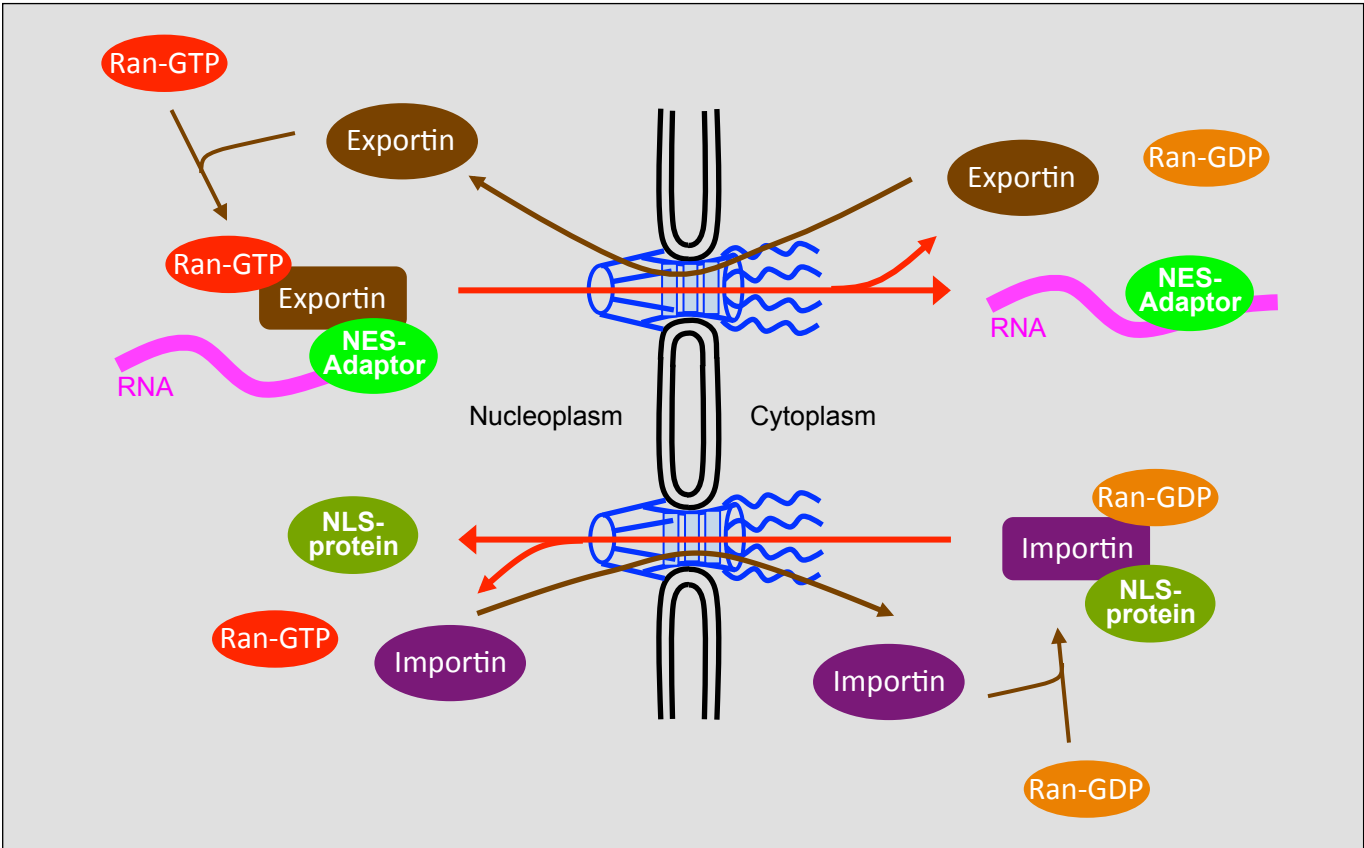 Ran-GTP
Exportin
Exportin
Ran-GDP
Ran-GTP
Exportin
NES-
Adaptor
RNA
NES-
Adaptor
RNA
Nucleoplasm
Cytoplasm
NLS-
protein
Ran-GDP
Importin
NLS-
protein
Ran-GTP
Importin
Importin
Ran-GDP